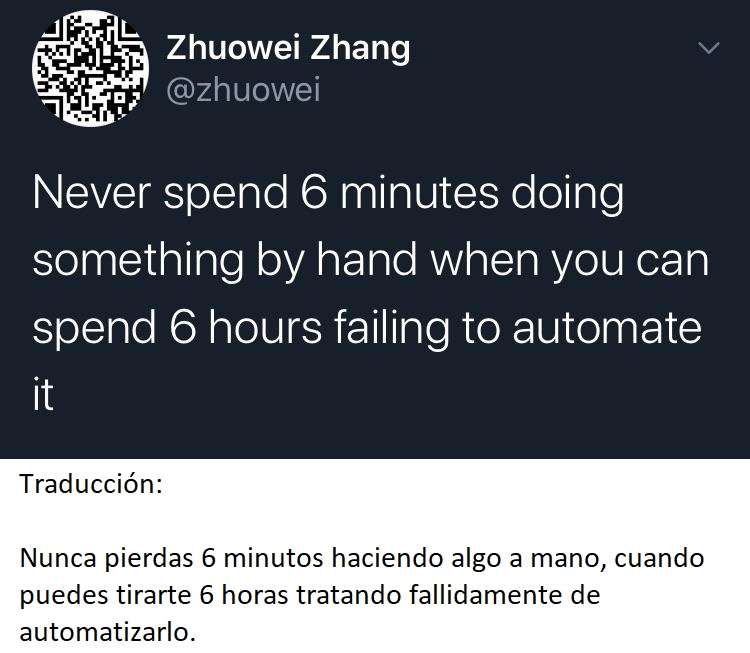 Zhuowei Zhang
@zhuowei
Never spend 6 minutes doing
something by hand when you can
spend 6 hours failing to automate
it
Traducción:
Nunca pierdas 6 minutos haciendo algo a mano, cuando
puedes tirarte 6 horas tratando fallidamente de
automatizarlo.